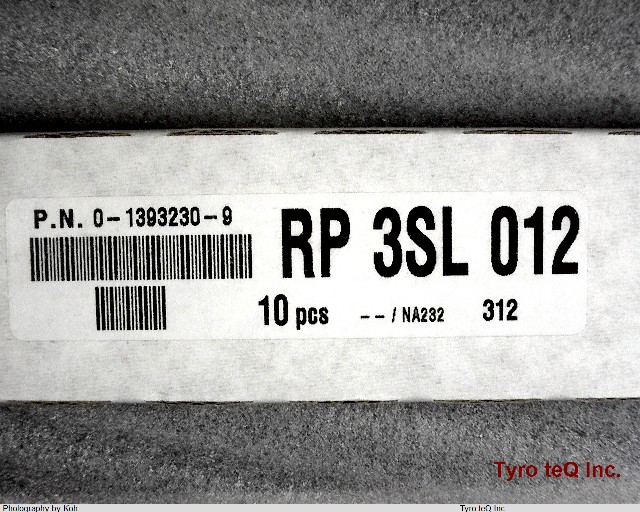 P.N. 0-1393230-9
RP 3SL 012
10 pcs --/NA232 312
Tyro teQ Inc.
Photography by Koh Tyro teQ Inc